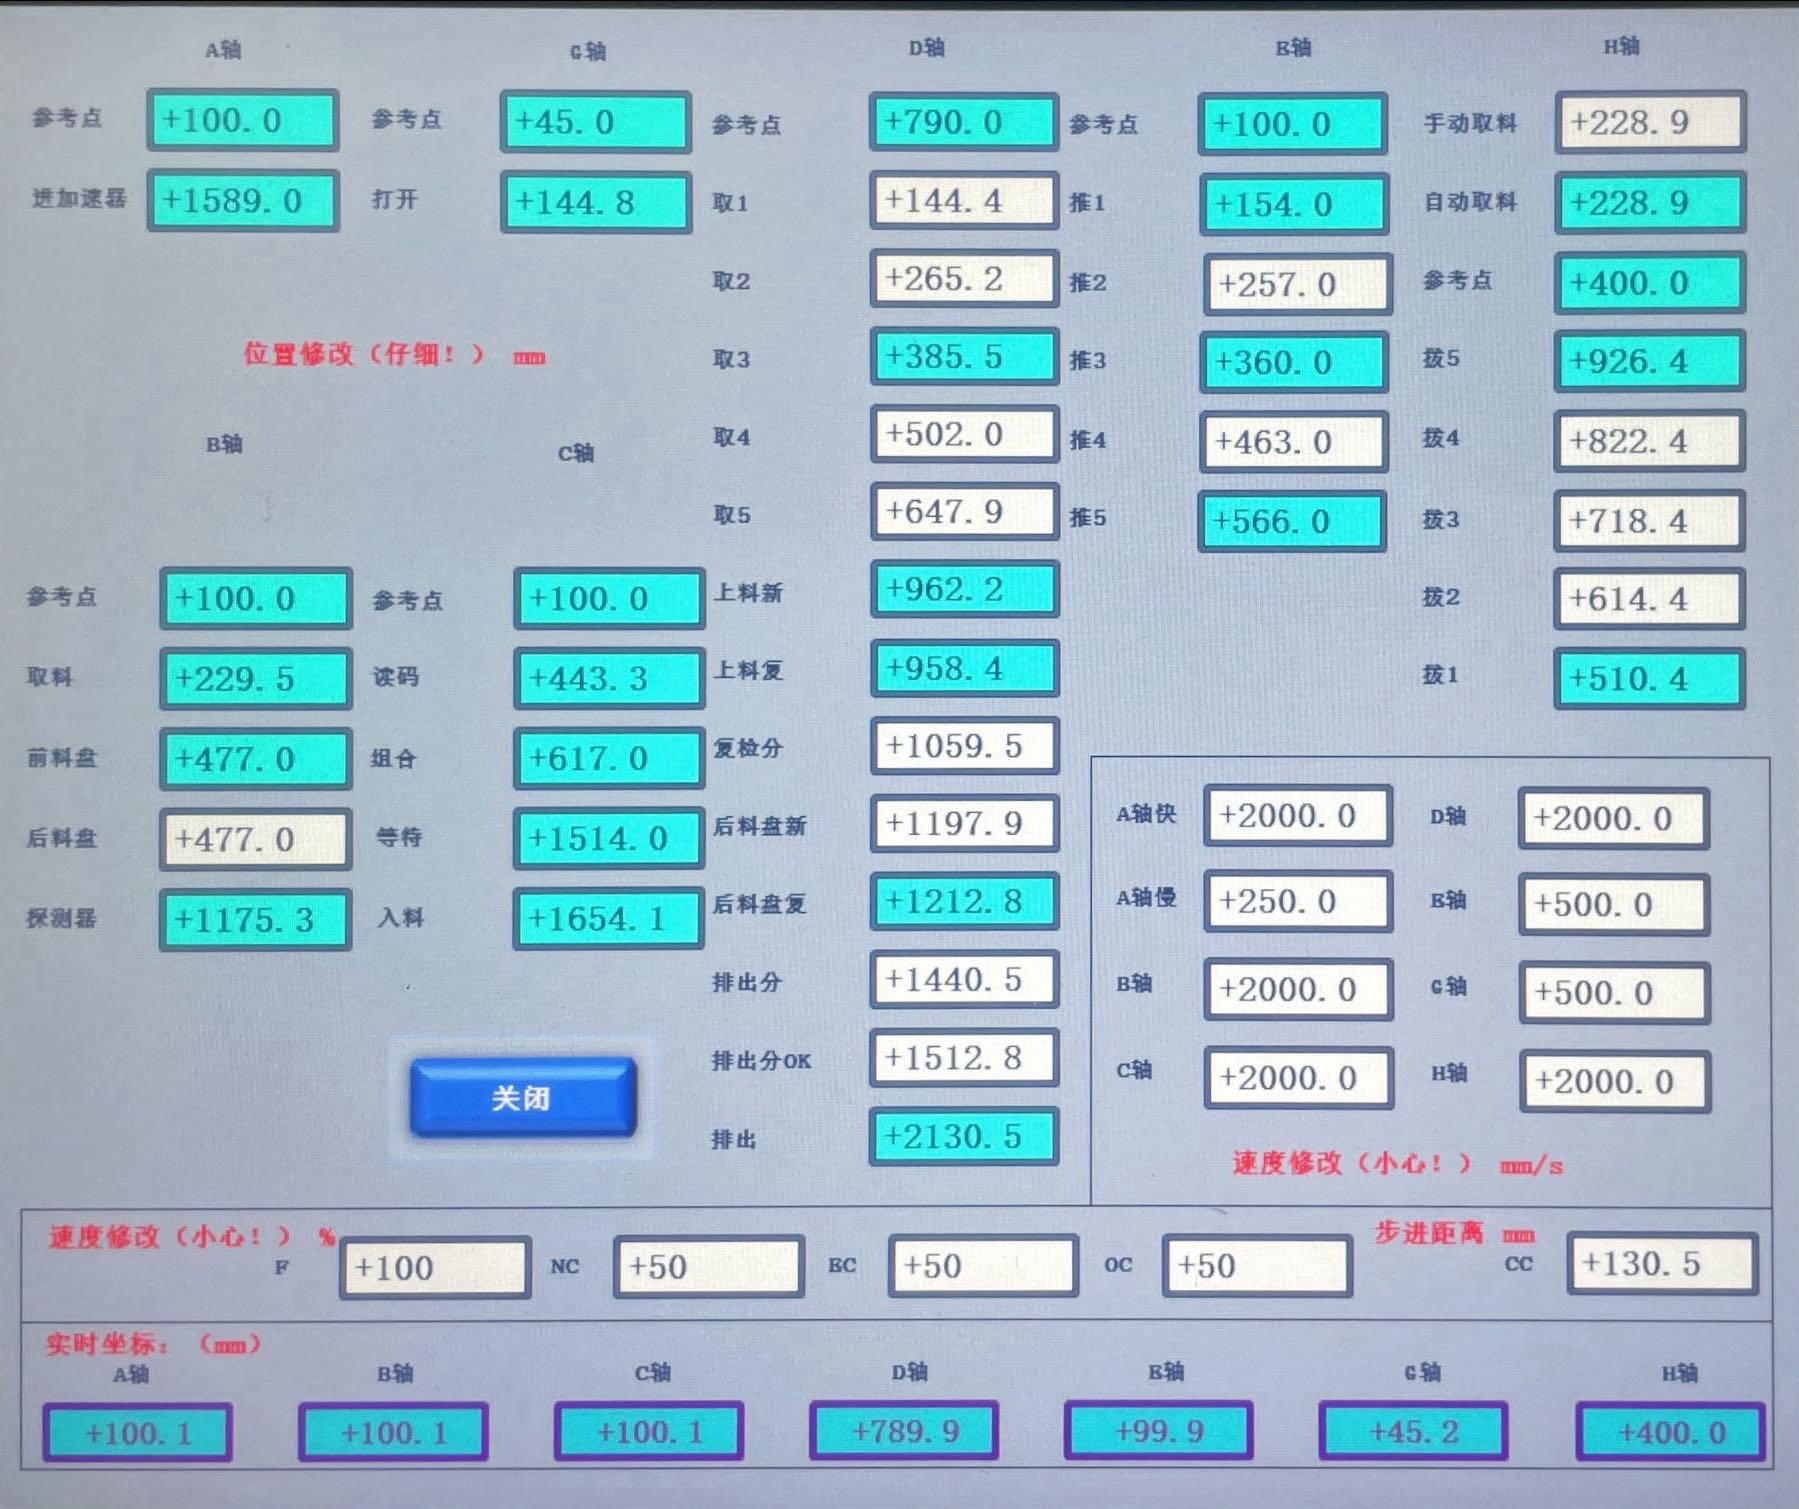 A轴 G轴 D轴 E轴 H轴
参考点 +100.0 参考点 +45.0 参考点 +790.0 参考点 +100.0 手动取料 +228.9
进加速器 +1589.0 打开 +144.8 取1 +144.4 推1 +154.0 自动取料 +228.9
取2 +265.2 推2 +257.0 参考点 +400.0
位置修改（仔细！） mm 取3 +385.5 推3 +360.0 拨5 +926.4
B轴 C轴 取4 +502.0 推4 +463.0 拨4 +822.4
取5 +647.9 推5 +566.0 拨3 +718.4
参考点 +100.0 参考点 +100.0 上料新 +962.2 拨2 +614.4
取料 +229.5 读码 +443.3 上料复 +958.4 拨1 +510.4
前料盘 +477.0 组合 +617.0 复检分 +1059.5
后料盘 +477.0 等待 +1514.0 后料盘新 +1197.9 A轴快 +2000.0 D轴 +2000.0
探测器 +1175.3 入料 +1654.1 后料盘复 +1212.8 A轴慢 +250.0 E轴 +500.0
排出分 +1440.5 B轴 +2000.0 G轴 +500.0
关闭 排出分OK +1512.8 C轴 +2000.0 H轴 +2000.0
排出 +2130.5 速度修改（小心！） mm/s
速度修改（小心！） % 步进距离 mm
F +100 NC +50 EC +50 OC +50 CC +130.5
实时坐标：（mm）
A轴 B轴 C轴 D轴 E轴 G轴 H轴
+100.1 +100.1 +100.1 +789.9 +99.9 +45.2 +400.0